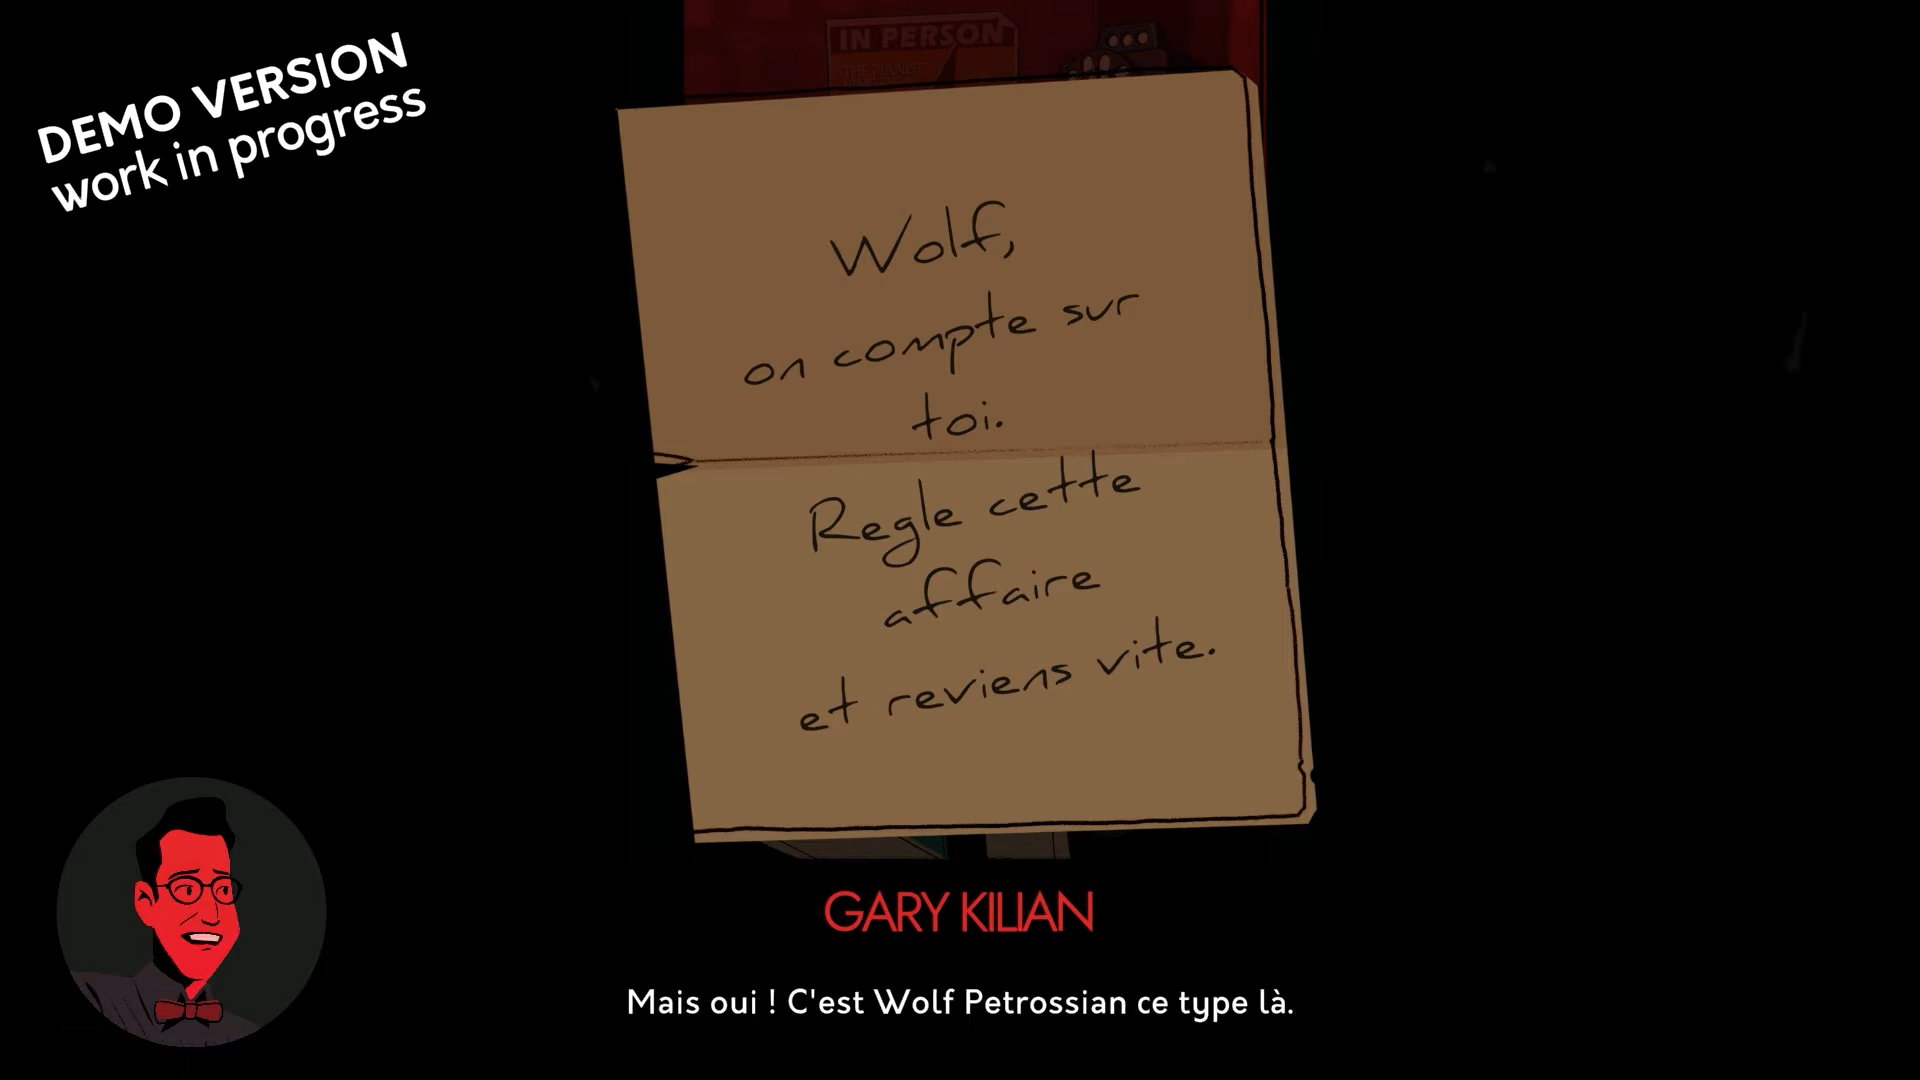 DEMO VERSION
work in progress
IN PERSON
Wolf,
on compte sur
toi.
Regle cette
affaire
et reviens vite.
GARY KILIAN
Mais oui ! C'est Wolf Petrossian ce type là.